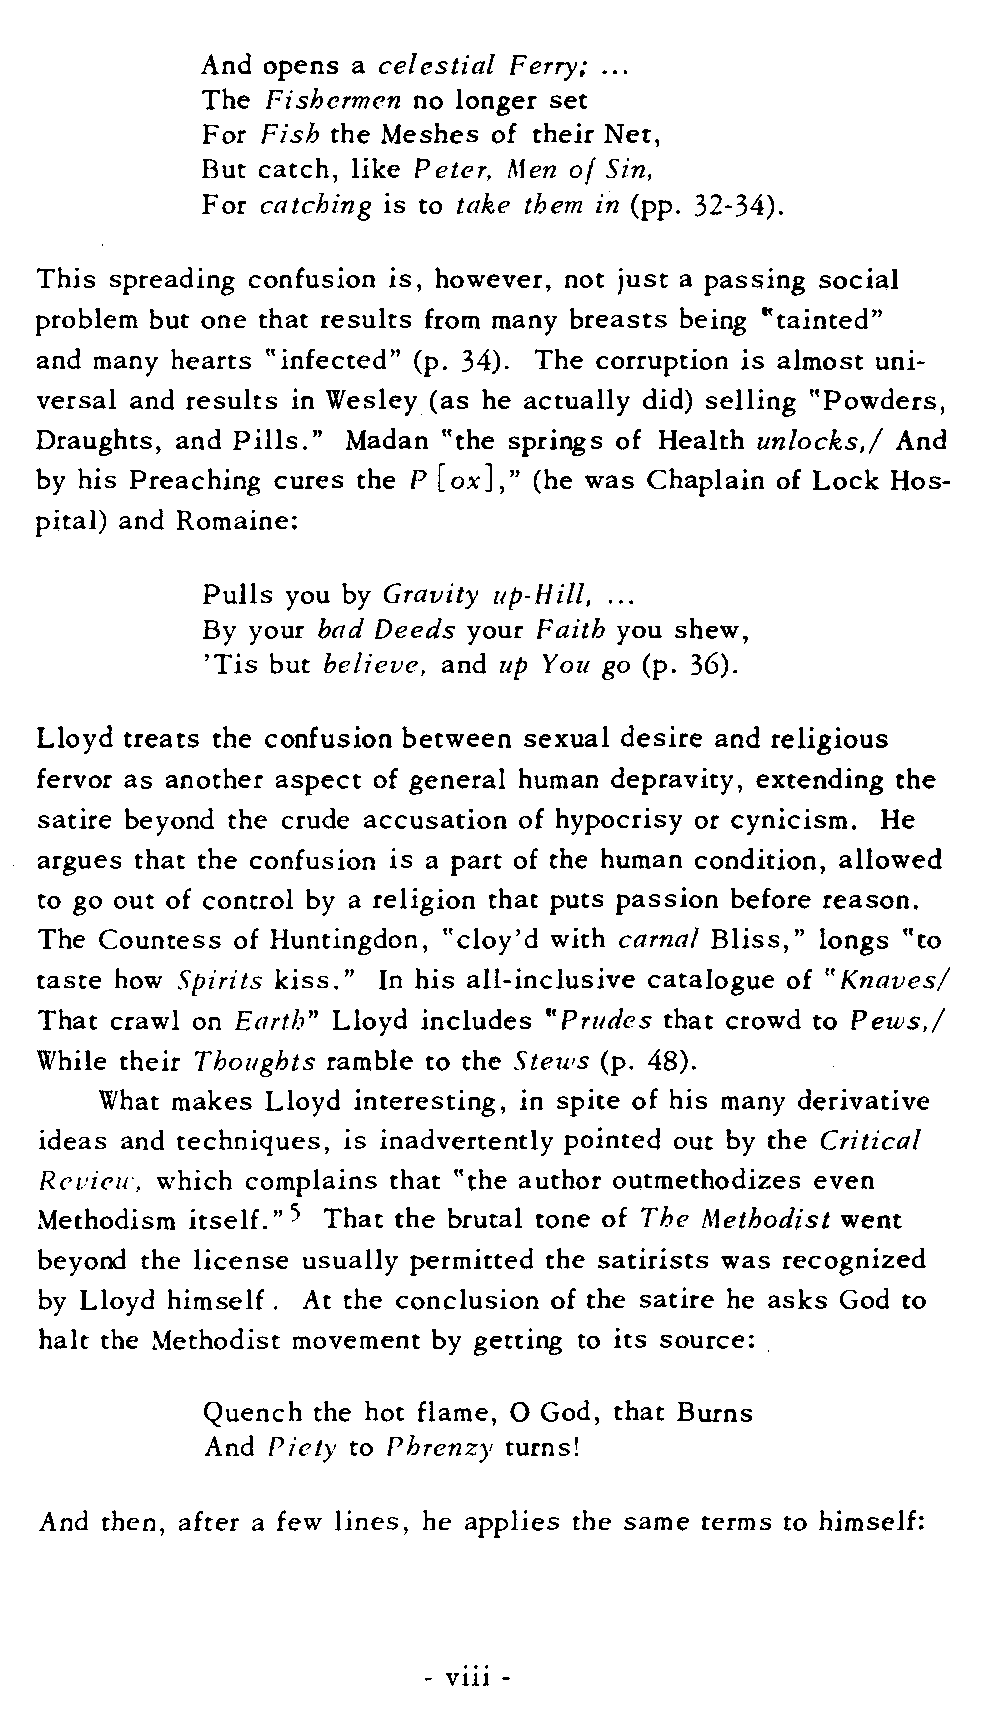 And opens a celestial Ferry; ...
The Fishermen no longer set
For Fish the Meshes of their Net,
But catch, like Peter, Men of Sin,
For catching is to take them in (pp. 32-34).
This spreading confusion is, however, not just a passing social
problem but one that results from many breasts being "tainted"
and many hearts "infected" (p. 34). The corruption is almost uni-
versal and results in Wesley (as he actually did) selling "Powders,
Draughts, and Pills." Madan "the springs of Health unlocks,/ And
by his Preaching cures the P [ox]," (he was Chaplain of Lock Hos-
pital) and Romaine:
Pulls you by Gravity up-Hill, ...
By your bad Deeds your Faith you shew,
'Tis but believe, and up You go (p. 36).
Lloyd treats the confusion between sexual desire and religious
fervor as another aspect of general human depravity, extending the
satire beyond the crude accusation of hypocrisy or cynicism. He
argues that the confusion is a part of the human condition, allowed
to go out of control by a religion that puts passion before reason.
The Countess of Huntingdon, "cloy'd with carnal Bliss," longs "to
taste how Spirits kiss." In his all-inclusive catalogue of "Knaves/
That crawl on Earth" Lloyd includes "Prudes that crowd to Pews,/
While their Thoughts ramble to the Stews (p. 48).
What makes Lloyd interesting, in spite of his many derivative
ideas and techniques, is inadvertently pointed out by the Critical
Review, which complains that "the author outmethodizes even
Methodism itself."5 That the brutal tone of The Methodist went
beyond the license usually permitted the satirists was recognized
by Lloyd himself. At the conclusion of the satire he asks God to
halt the Methodist movement by getting to its source:
Quench the hot flame, O God, that Burns
And Piety to Phrenzy turns!
And then, after a few lines, he applies the same terms to himself:
- viii -